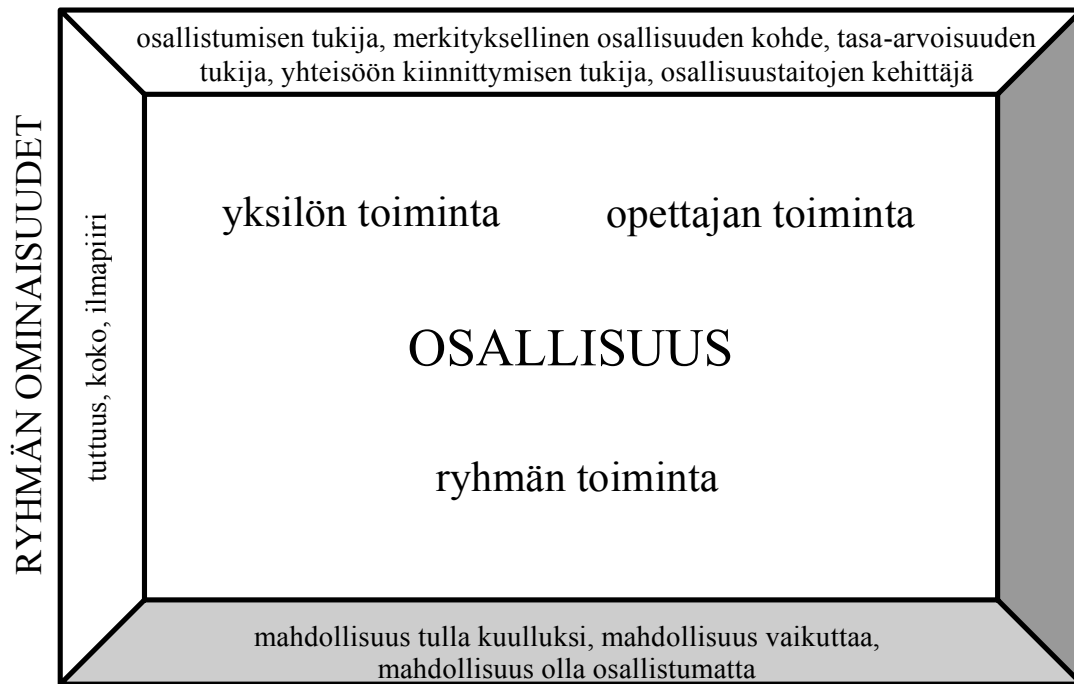 osallistumisen tukija, merkityksellinen osallisuuden kohde, tasa-arvoisuuden
tukija, yhteisöön kiinnittymisen tukija, osallisuustaitojen kehittäjä
RYHMÄN OMINAISUUDET
tuttuus, koko, ilmapiiri
yksilön toiminta
opettajan toiminta
OSALLISUUS
ryhmän toiminta
mahdollisuus tulla kuulluksi, mahdollisuus vaikuttaa,
mahdollisuus olla osallistumatta